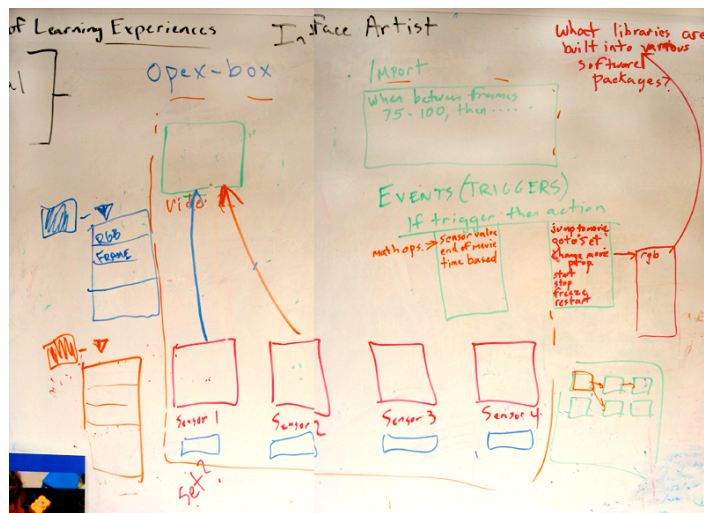 of Learning Experiences
Inface Artist
al
Opex-box
Import
When between frames
75-100, then.....
What libraries are
built into various
software
packages?
Video
EVENTS (TRIGGERS)
If trigger then action
RGB
FRAME
Math ops.
Sensor value
end of Movie
time based
jump to movie
goto set
change movie
prop
start
stop
freeze
restart
rgb
Sensor 1
Sensor 2
Sensor 3
Sensor 4
Set?